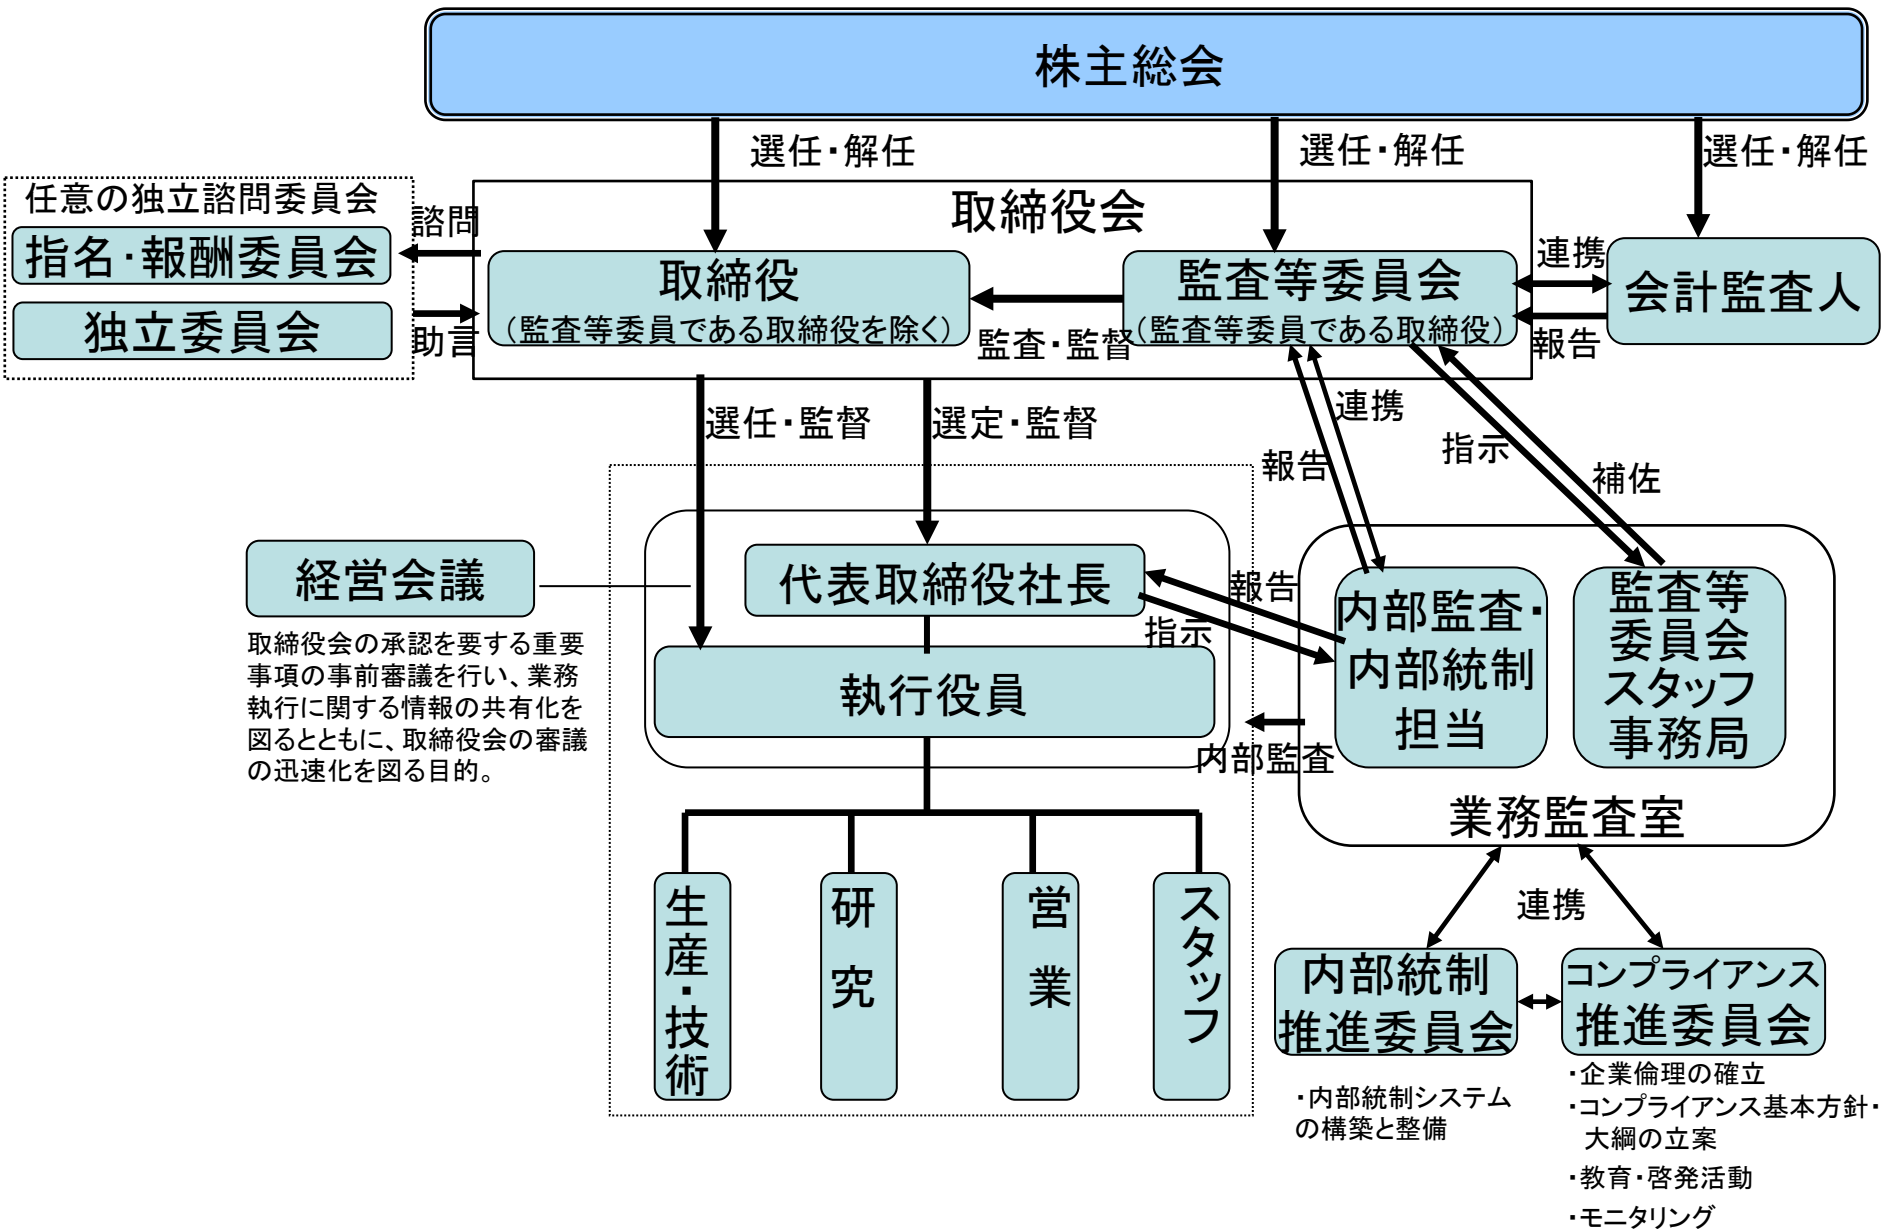 株主総会
選任・解任
選任・解任
選任・解任
任意の独立諮問委員会
指名・報酬委員会
独立委員会
諮問
助言
取締役会
取締役
(監査等委員である取締役を除く)
監査・監督
監査等委員会
(監査等委員である取締役)
連携
報告
会計監査人
選任・監督
選定・監督
報告
連携
指示
補佐
経営会議
取締役会の承認を要する重要
事項の事前審議を行い、業務
執行に関する情報の共有化を
図るとともに、取締役会の審議
の迅速化を図る目的。
代表取締役社長
執行役員
報告
指示
内部監査
内部監査・
内部統制
担当
監査等
委員会
スタッフ
事務局
業務監査室
生産・技術
研究
営業
スタッフ
連携
内部統制
推進委員会
コンプライアンス
推進委員会
・内部統制システム
の構築と整備
・企業倫理の確立
・コンプライアンス基本方針・
大綱の立案
・教育・啓発活動
・モニタリング